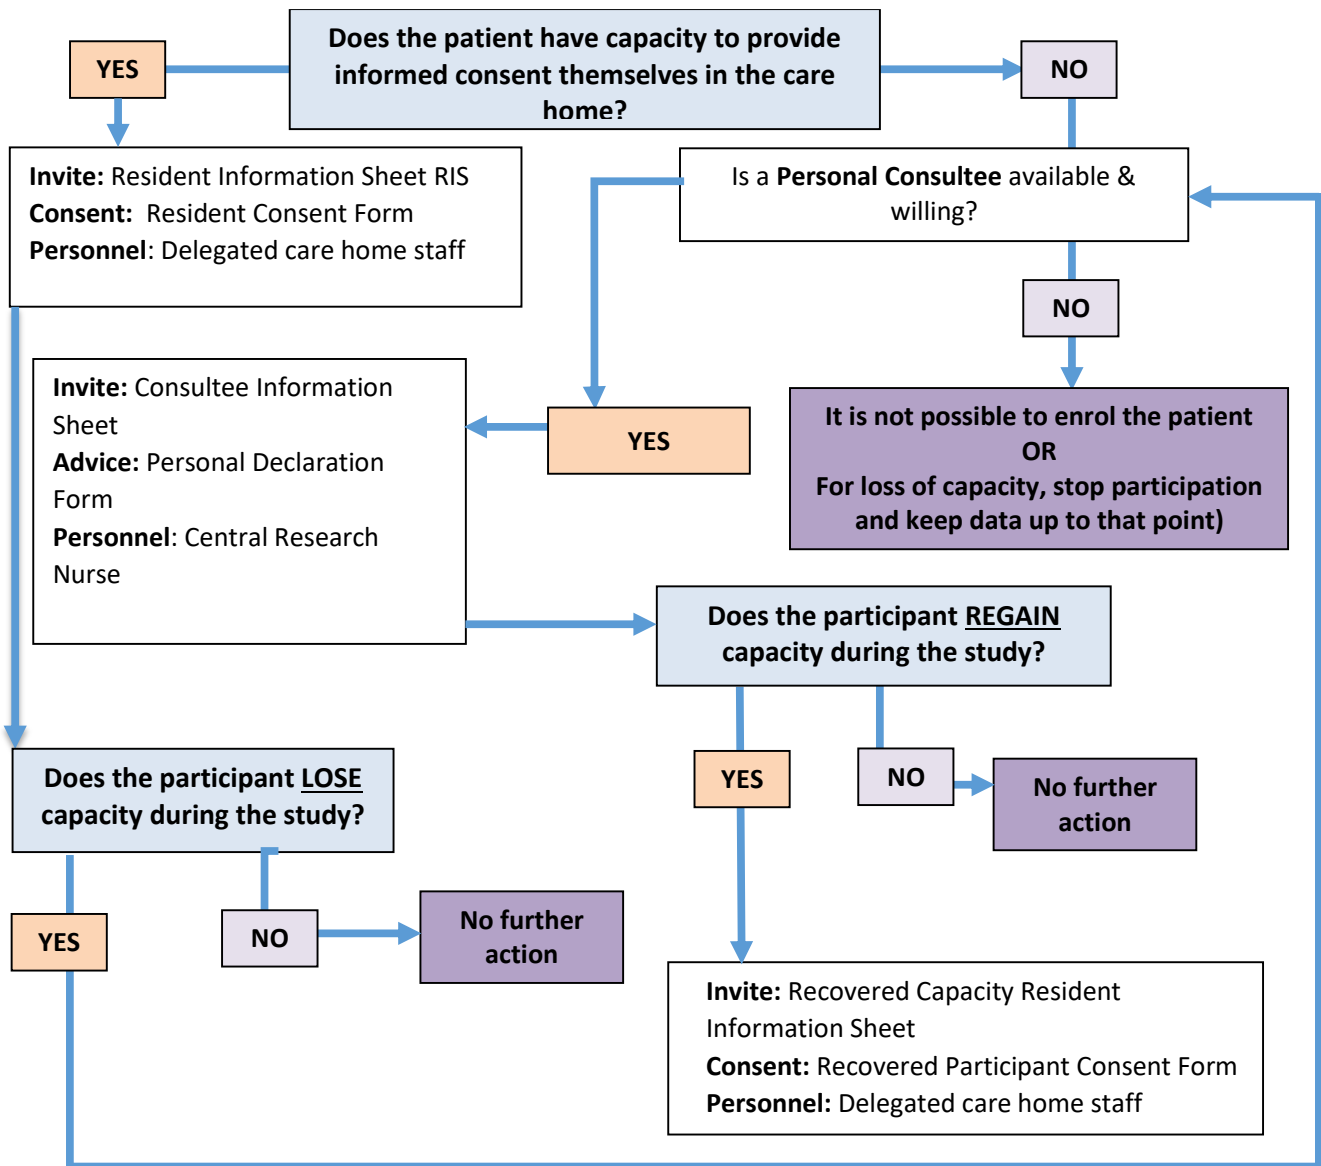 Does the patient have capacity to provide
informed consent themselves in the care
home?
YES
NO
Invite: Resident Information Sheet RIS
Consent:  Resident Consent Form
Personnel: Delegated care home staff
Is a Personal Consultee available &
willing?
NO
Invite: Consultee Information
Sheet
Advice: Personal Declaration
Form
Personnel: Central Research
Nurse
YES
It is not possible to enrol the patient
OR
For loss of capacity, stop participation
and keep data up to that point)
Does the participant REGAIN
capacity during the study?
YES
NO
No further
action
Does the participant LOSE
capacity during the study?
YES
NO
No further
action
Invite: Recovered Capacity Resident
Information Sheet
Consent: Recovered Participant Consent Form
Personnel: Delegated care home staff